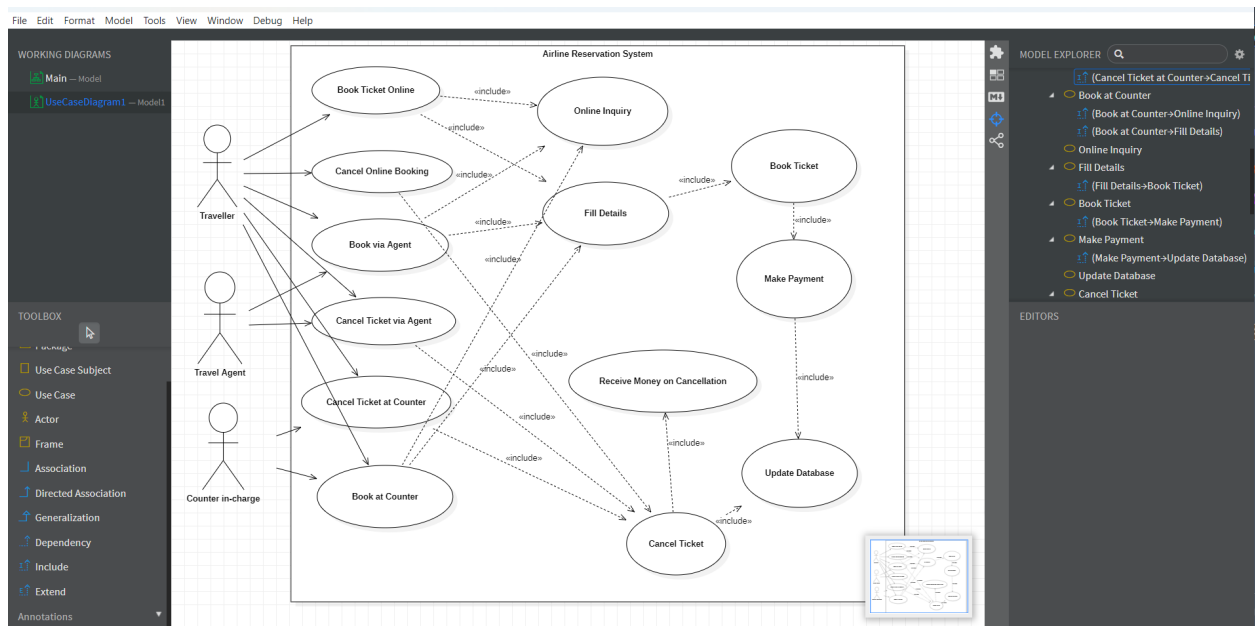 File Edit Format Model Tools View Window Debug Help
WORKING DIAGRAMS
Main — Model
UseCaseDiagram1 — Model1
TOOLBOX
Package
Use Case Subject
Use Case
Actor
Frame
Association
Directed Association
Generalization
Dependency
Include
Extend
Annotations
Airline Reservation System
Book Ticket Online
«include»
Online Inquiry
«include»
Cancel Online Booking
«include»
Book Ticket
«include»
Traveller
Fill Details
«include»
«include»
Book via Agent
«include»
Make Payment
Cancel Ticket via Agent
«include»
Travel Agent
«include»
«include»
Receive Money on Cancellation
Cancel Ticket at Counter
«include»
«include»
«include»
Update Database
Counter in-charge
Book at Counter
«include»
Cancel Ticket
MODEL EXPLORER
(Cancel Ticket at Counter→Cancel Ti
Book at Counter
(Book at Counter→Online Inquiry)
(Book at Counter→Fill Details)
Online Inquiry
Fill Details
(Fill Details→Book Ticket)
Book Ticket
(Book Ticket→Make Payment)
Make Payment
(Make Payment→Update Database)
Update Database
Cancel Ticket
EDITORS